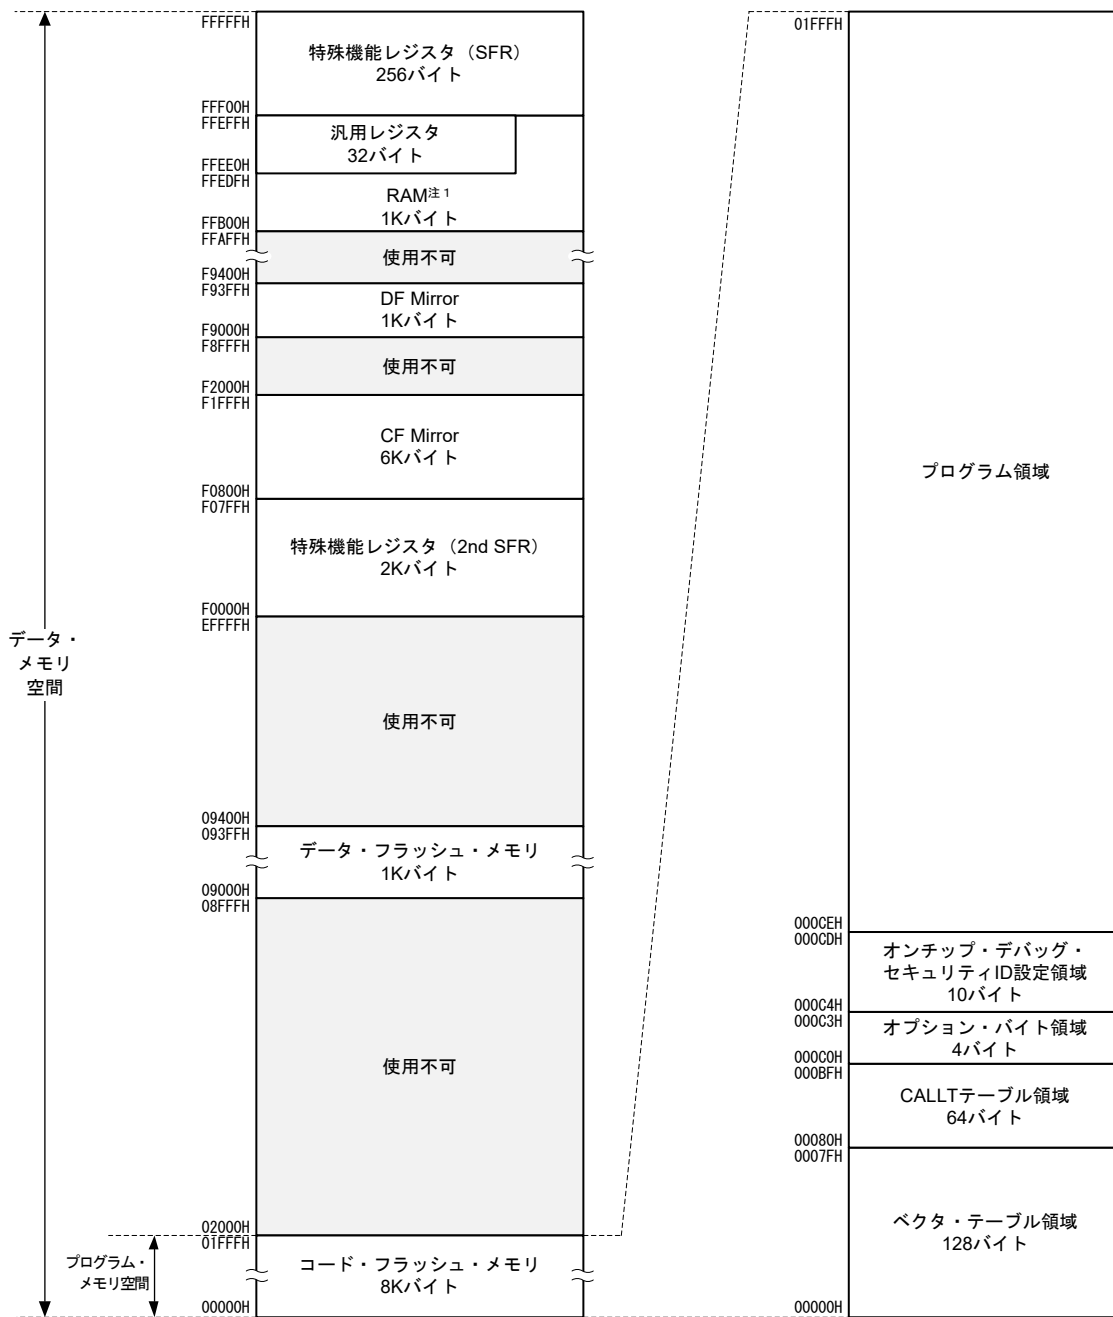 FFFFFH
特殊機能レジスタ（SFR）
256バイト
FFF00H
FFEFFH
汎用レジスタ
32バイト
FFEE0H
FFEDFH
RAM注1
1Kバイト
FFB00H
FFAFFH
使用不可
F9400H
F93FFH
DF Mirror
1Kバイト
F9000H
F8FFFH
使用不可
F2000H
F1FFFH
CF Mirror
6Kバイト
F0800H
F07FFH
特殊機能レジスタ（2nd SFR）
2Kバイト
F0000H
EFFFFH
データ・
メモリ
空間
使用不可
09400H
093FFH
データ・フラッシュ・メモリ
1Kバイト
09000H
08FFFH
使用不可
02000H
01FFFH
プログラム・
メモリ空間
コード・フラッシュ・メモリ
8Kバイト
00000H
01FFFH
プログラム領域
000CEH
000CDH
オンチップ・デバッグ・
セキュリティID設定領域
10バイト
000C4H
000C3H
オプション・バイト領域
4バイト
000C0H
000BFH
CALLTテーブル領域
64バイト
00080H
0007FH
ベクタ・テーブル領域
128バイト
00000H